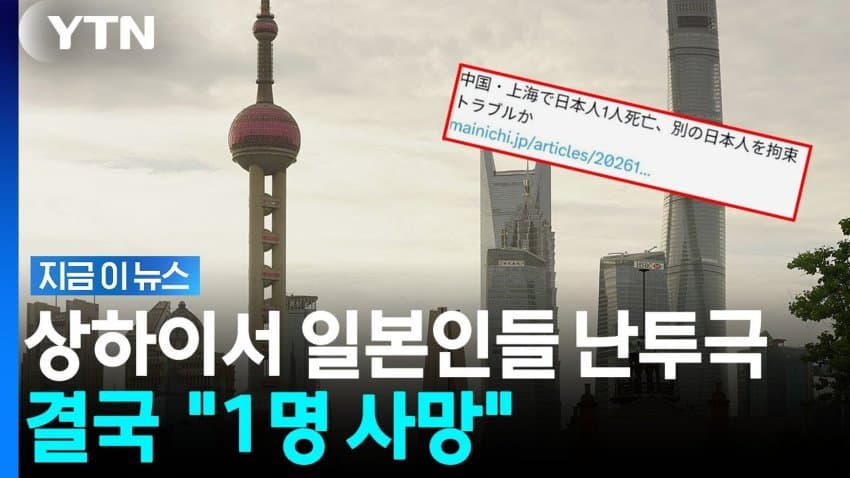 YTN
中国・上海で日本人1人死亡、別の日本人を拘束
トラブルか
mainichi.jp/articles/20261...
지금 이 뉴스
상하이서 일본인들 난투극
결국 "1명 사망"